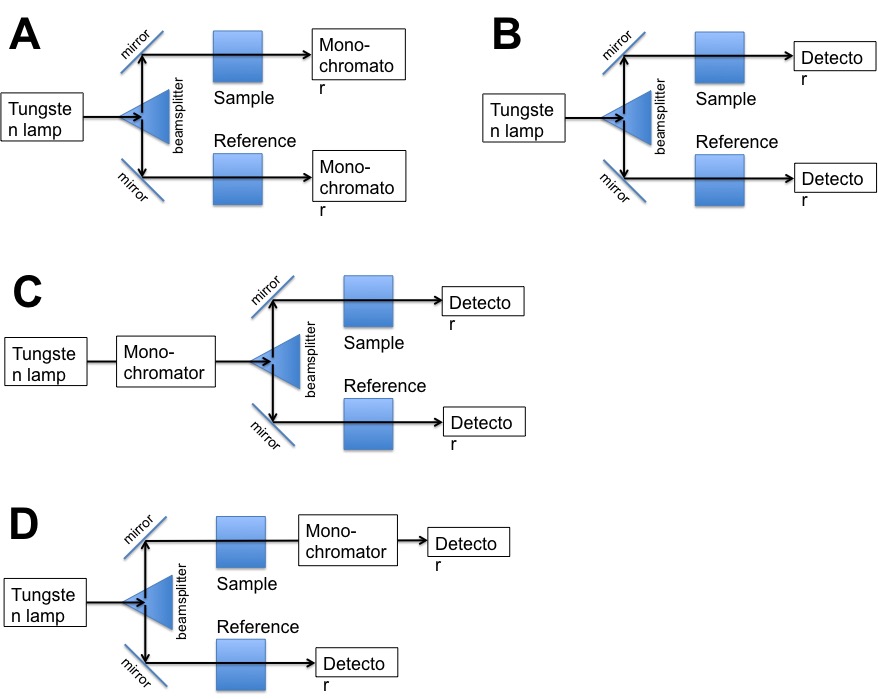 A
mirror
Mono-
chromato
r
Sample
Tungste
n lamp
beamsplitter
Reference
mirror
Mono-
chromato
r
B
mirror
Detecto
r
Sample
Tungste
n lamp
beamsplitter
Reference
mirror
Detecto
r
C
mirror
Detecto
r
Sample
Tungste
n lamp
Mono-
chromator
beamsplitter
Reference
mirror
Detecto
r
D
mirror
Mono-
chromator
Detecto
r
Sample
Tungste
n lamp
beamsplitter
Reference
mirror
Detecto
r